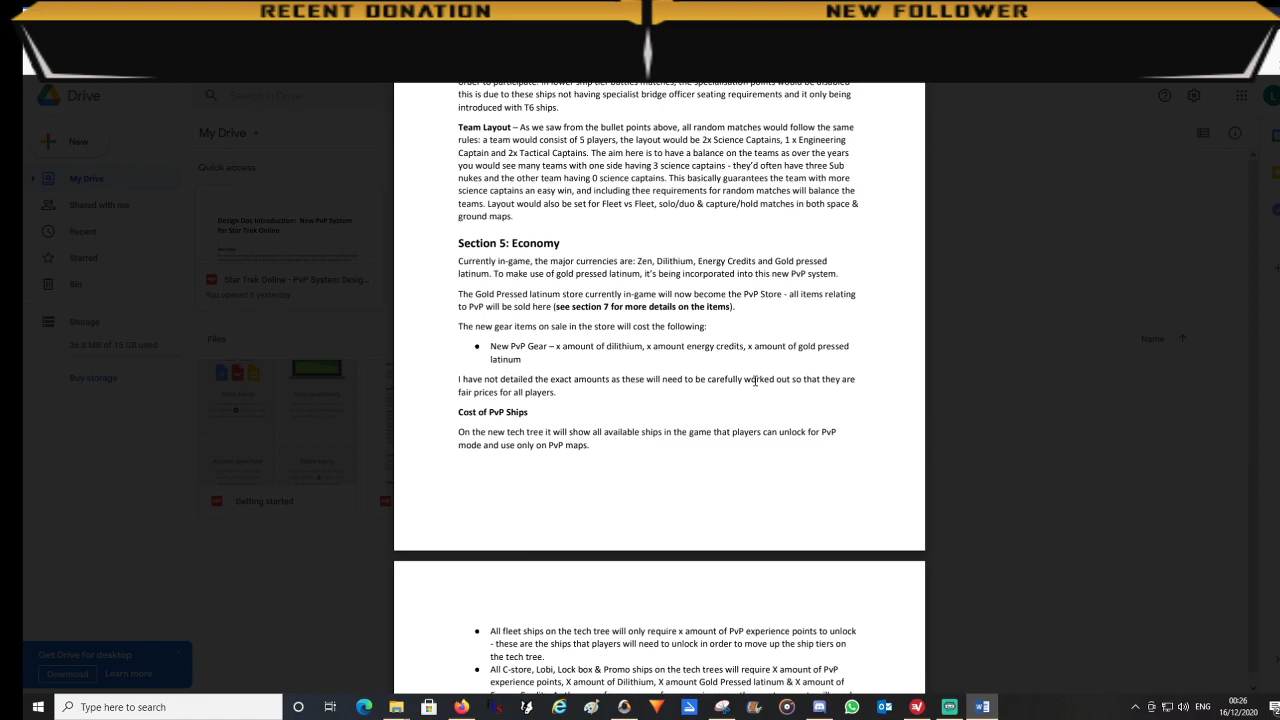 RECENT DONATION
NEW FOLLOWER
Drive
Search in Drive
New
My Drive
Quick access
My Drive
Shared with me
Recent
Starred
Bin
Storage
36.8 MB of 15 GB used
Buy storage
Design Doc Introduction: New PvP System
for Star Trek Online
Star Trek Online - PvP System Desig...
You opened it yesterday
Files
Name
Getting started
this is due to these ships not having specialist bridge officer seating requirements and it only being
introduced with T6 ships.
Team Layout – As we saw from the bullet points above, all random matches would follow the same
rules: a team would consist of 5 players, the layout would be 2x Science Captains, 1 x Engineering
Captain and 2x Tactical Captains. The aim here is to have a balance on the teams as over the years
you would see many teams with one side having 3 science captains - they'd often have three Sub
nukes and the other team having 0 science captains. This basically guarantees the team with more
science captains an easy win, and including thee requirements for random matches will balance the
teams. Layout would also be set for Fleet vs Fleet, solo/duo & capture/hold matches in both space &
ground maps.
Section 5: Economy
Currently in-game, the major currencies are: Zen, Dilithium, Energy Credits and Gold pressed
latinum. To make use of gold pressed latinum, it's being incorporated into this new PvP system.
The Gold Pressed latinum store currently in-game will now become the PvP Store - all items relating
to PvP will be sold here (see section 7 for more details on the items).
The new gear items on sale in the store will cost the following:
● New PvP Gear – x amount of dilithium, x amount energy credits, x amount of gold pressed
latinum
I have not detailed the exact amounts as these will need to be carefully worked out so that they are
fair prices for all players.
Cost of PvP Ships
On the new tech tree it will show all available ships in the game that players can unlock for PvP
mode and use only on PvP maps.
● All fleet ships on the tech tree will only require x amount of PvP experience points to unlock
- these are the ships that players will need to unlock in order to move up the ship tiers on
the tech tree.
● All C-store, Lobi, Lock box & Promo ships on the tech trees will require X amount of PvP
experience points, X amount of Dilithium, X amount Gold Pressed latinum & X amount of
Get Drive for desktop
Download
Learn more
Type here to search
ENG
00:26
16/12/2020